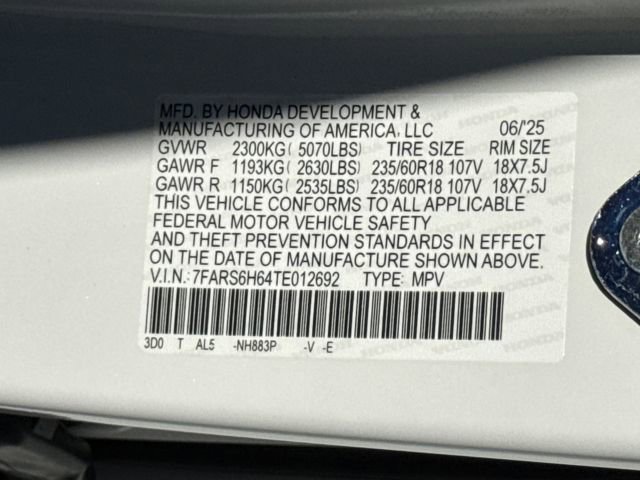 MFD. BY HONDA DEVELOPMENT &
MANUFACTURING OF AMERICA, LLC 06/'25
GVWR 2300KG( 5070LBS) TIRE SIZE RIM SIZE
GAWR F 1193KG( 2630LBS) 235/60R18 107V 18X7.5J
GAWR R 1150KG( 2535LBS) 235/60R18 107V 18X7.5J
THIS VEHICLE CONFORMS TO ALL APPLICABLE
FEDERAL MOTOR VEHICLE SAFETY
AND THEFT PREVENTION STANDARDS IN EFFECT
ON THE DATE OF MANUFACTURE SHOWN ABOVE.
V.I.N.:7FARS6H64TE012692 TYPE: MPV
3D0 T AL5 -NH883P -V -E